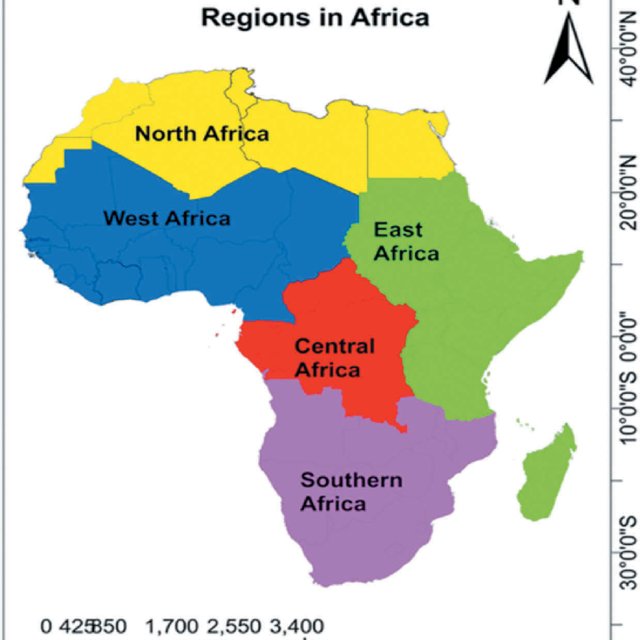 Regions in Africa
N
40°0'0"N
North Africa
West Africa
20°0'0"N
East
Africa
0°0'0"
Central
Africa
10°0'0"S
Southern
Africa
30°0'0"S
0 425850 1,700 2,550 3,400